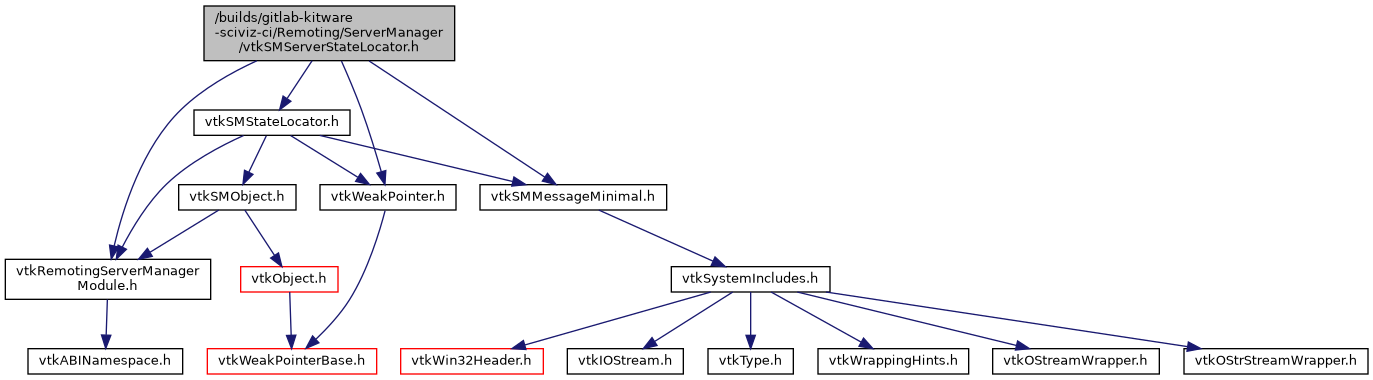 /builds/gitlab-kitware
-sciviz-ci/Remoting/ServerManager
/vtkSMServerStateLocator.h
vtkSMStateLocator.h
vtkSMObject.h
vtkWeakPointer.h
vtkSMMessageMinimal.h
vtkRemotingServerManager
Module.h
vtkObject.h
vtkSystemIncludes.h
vtkABINamespace.h
vtkWeakPointerBase.h
vtkWin32Header.h
vtkIOStream.h
vtkType.h
vtkWrappingHints.h
vtkOStreamWrapper.h
vtkOStrStreamWrapper.h